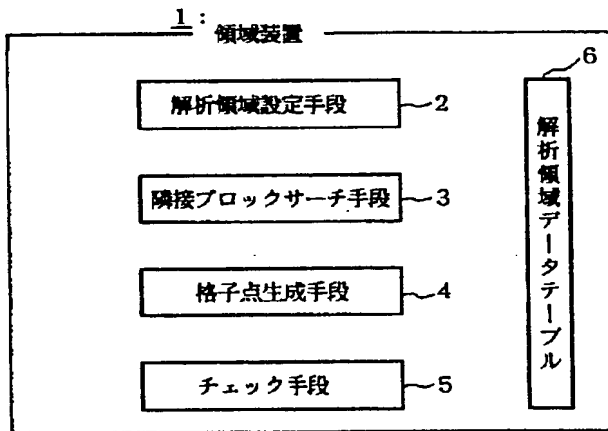 1：領域装置
解析領域設定手段 2
隣接ブロックサーチ手段 3
格子点生成手段 4
チェック手段 5
6
解析領域データテーブル